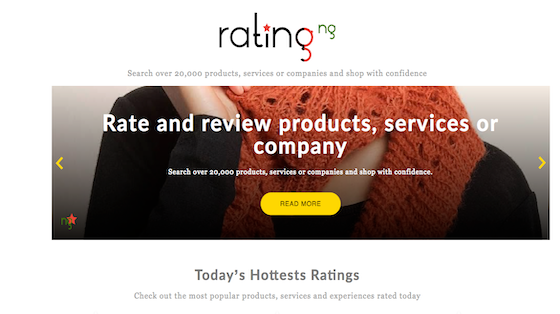 rating ng
Search over 20,000 products, services or companies and shop with confidence
Rate and review products, services or
company
Search over 20,000 products, services or companies and shop with confidence.
READ MORE
ng
Today's Hottests Ratings
Check out the most popular products, services and experiences rated today